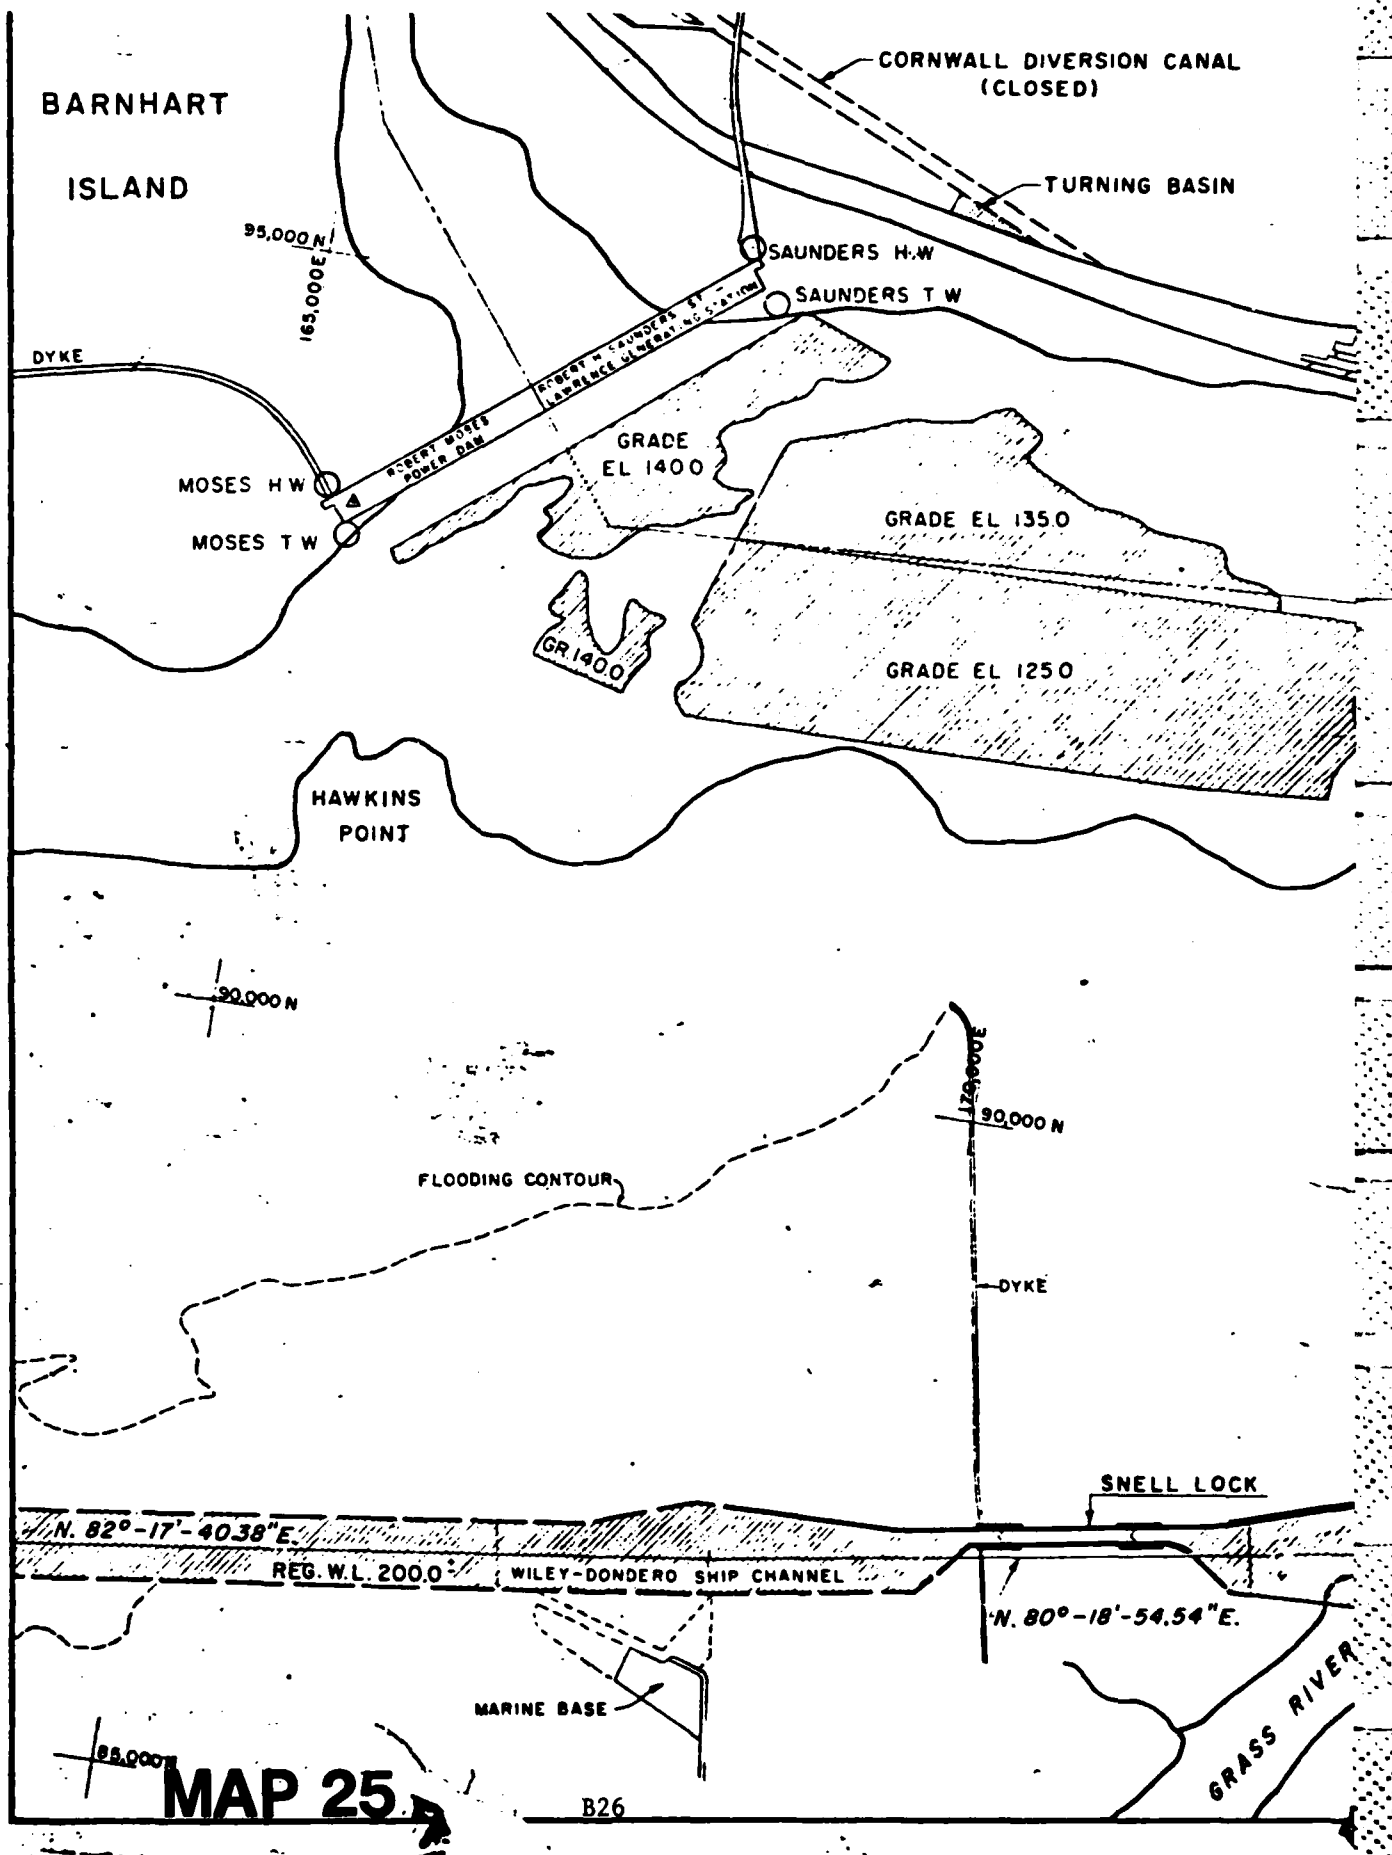 CORNWALL DIVERSION CANAL
(CLOSED)
BARNHART
ISLAND
TURNING BASIN
95,000 N
165,000E
SAUNDERS H.W
SAUNDERS T W
DYKE
ROBERT H. SAUNDERS ST.
LAWRENCE GENERATING STATION
ROBERT MOSES
POWER DAM
GRADE
EL 140.0
MOSES H W
MOSES T W
GRADE EL 135.0
GR.140.0
GRADE EL 125.0
HAWKINS
POINT
90,000 N
170,000E
90,000 N
FLOODING CONTOUR
DYKE
SNELL LOCK
N. 82°-17'-40.38"E.
REG. W.L. 200.0
WILEY-DONDERO SHIP CHANNEL
N. 80°-18'-54.54"E.
MARINE BASE
GRASS RIVER
85,000 N
MAP 25
B26